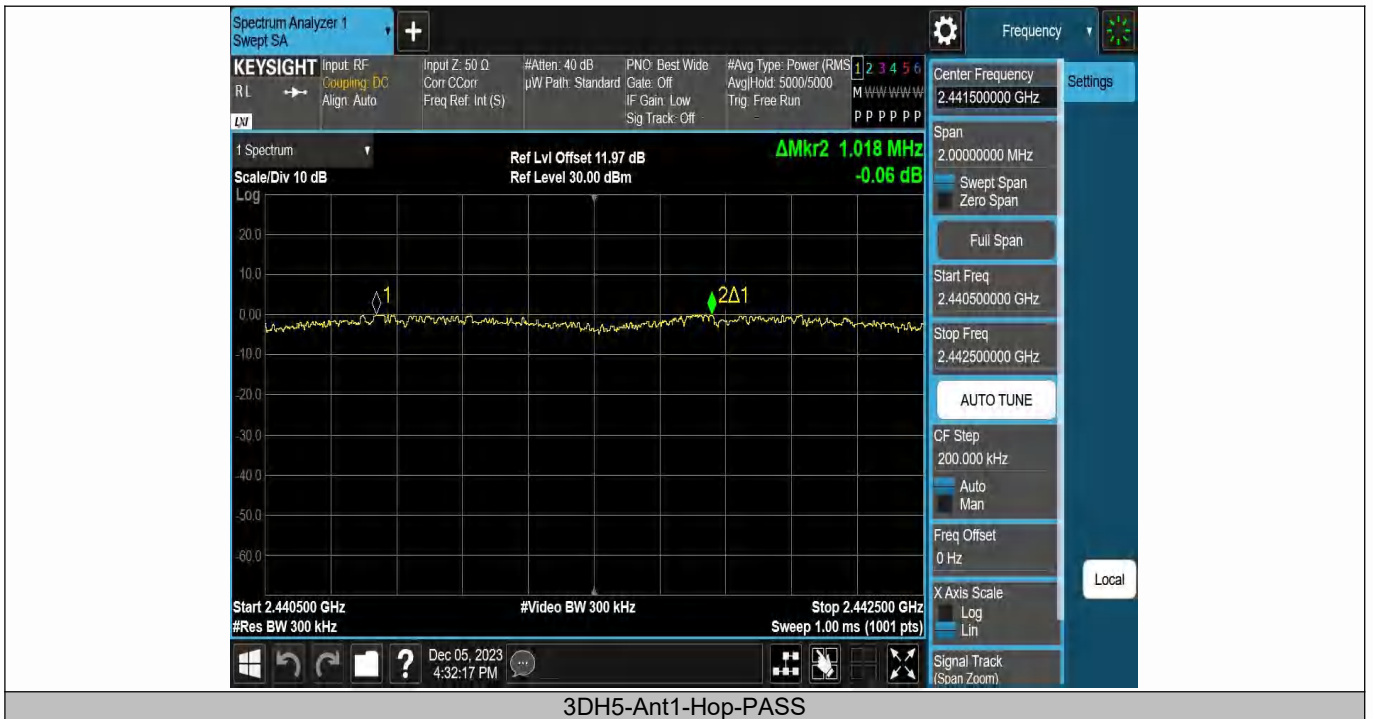 Spectrum Analyzer 1
Swept SA
+
Frequency
KEYSIGHT
RL
LXI
Input: RF
Coupling: DC
Align: Auto
Input Z: 50 Ω
Corr CCorr
Freq Ref: Int (S)
#Atten: 40 dB
µW Path: Standard
PNO: Best Wide
Gate: Off
IF Gain: Low
Sig Track: Off
#Avg Type: Power (RMS
Avg|Hold: 5000/5000
Trig: Free Run
1 2 3 4 5 6
M W W W W W
P P P P P P
Center Frequency
2.441500000 GHz
Settings
1 Spectrum
Scale/Div 10 dB
Ref Lvl Offset 11.97 dB
Ref Level 30.00 dBm
ΔMkr2 1.018 MHz
-0.06 dB
Span
2.00000000 MHz
Swept Span
Zero Span
Full Span
Start Freq
2.440500000 GHz
Stop Freq
2.442500000 GHz
AUTO TUNE
CF Step
200.000 kHz
Auto
Man
Freq Offset
0 Hz
X Axis Scale
Log
Lin
Signal Track
(Span Zoom)
Local
Log
20.0
10.0
0.00
-10.0
-20.0
-30.0
-40.0
-50.0
-60.0
1
2Δ1
Start 2.440500 GHz
#Video BW 300 kHz
Stop 2.442500 GHz
#Res BW 300 kHz
Sweep 1.00 ms (1001 pts)
?
Dec 05, 2023
4:32:17 PM
3DH5-Ant1-Hop-PASS